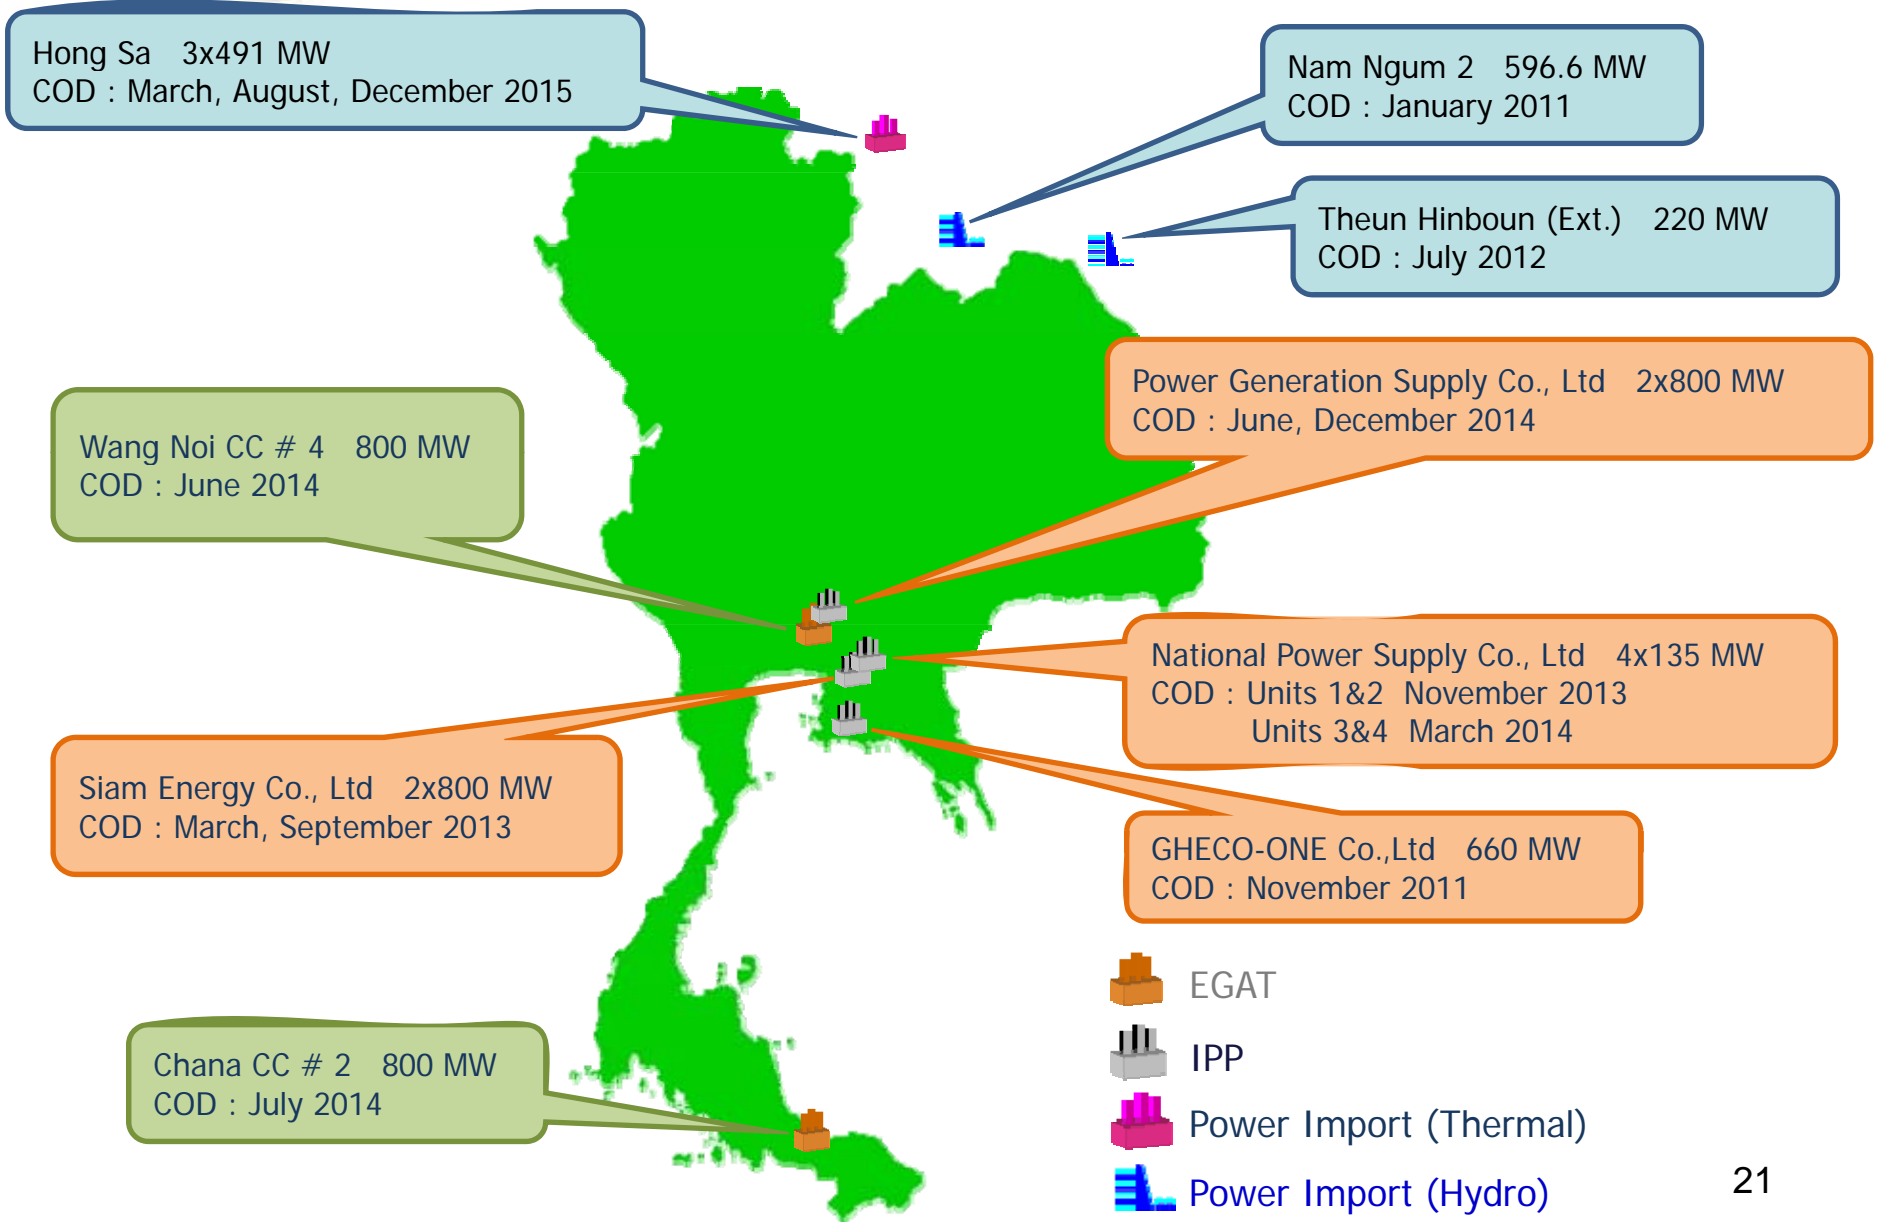 Hong Sa 3x491 MW
COD : March, August, December 2015
Nam Ngum 2 596.6 MW
COD : January 2011
Theun Hinboun (Ext.) 220 MW
COD : July 2012
Power Generation Supply Co., Ltd 2x800 MW
COD : June, December 2014
Wang Noi CC # 4 800 MW
COD : June 2014
National Power Supply Co., Ltd 4x135 MW
COD : Units 1&2 November 2013
Units 3&4 March 2014
Siam Energy Co., Ltd 2x800 MW
COD : March, September 2013
GHECO-ONE Co.,Ltd 660 MW
COD : November 2011
Chana CC # 2 800 MW
COD : July 2014
EGAT
IPP
Power Import (Thermal)
Power Import (Hydro)
21